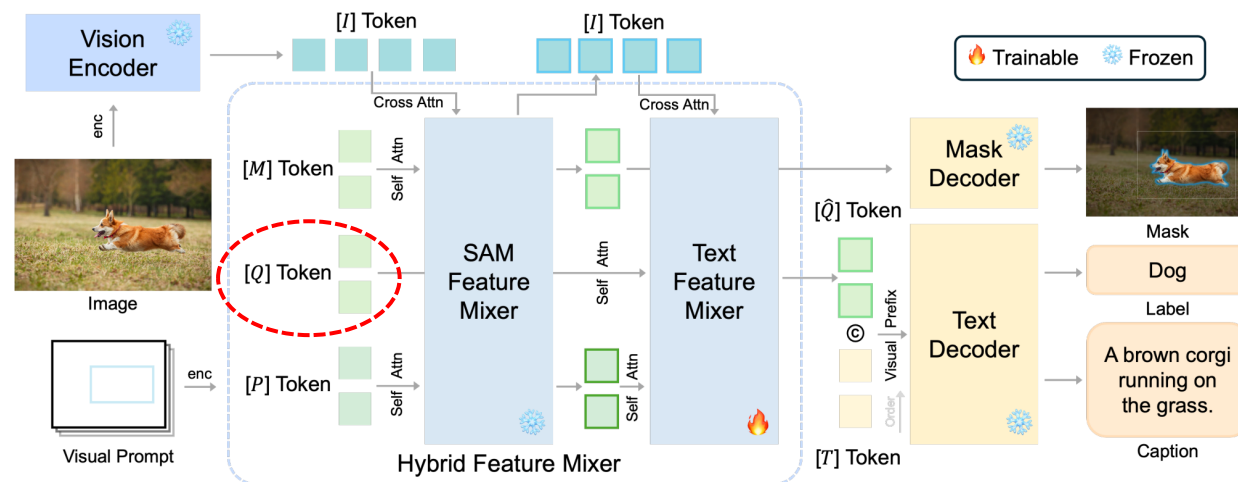 [I] Token
[I] Token
Vision
Encoder
Trainable
Frozen
Cross Attn
Cross Attn
enc
[M] Token
Self Attn
Mask
Decoder
Mask
[Q̂] Token
[Q] Token
SAM
Feature
Mixer
Self Attn
Text
Feature
Mixer
Image
Dog
Label
Visual Prefix
©
Text
Decoder
enc
[P] Token
Self Attn
Self Attn
A brown corgi
running on
the grass.
Order
Visual Prompt
Hybrid Feature Mixer
[T] Token
Caption